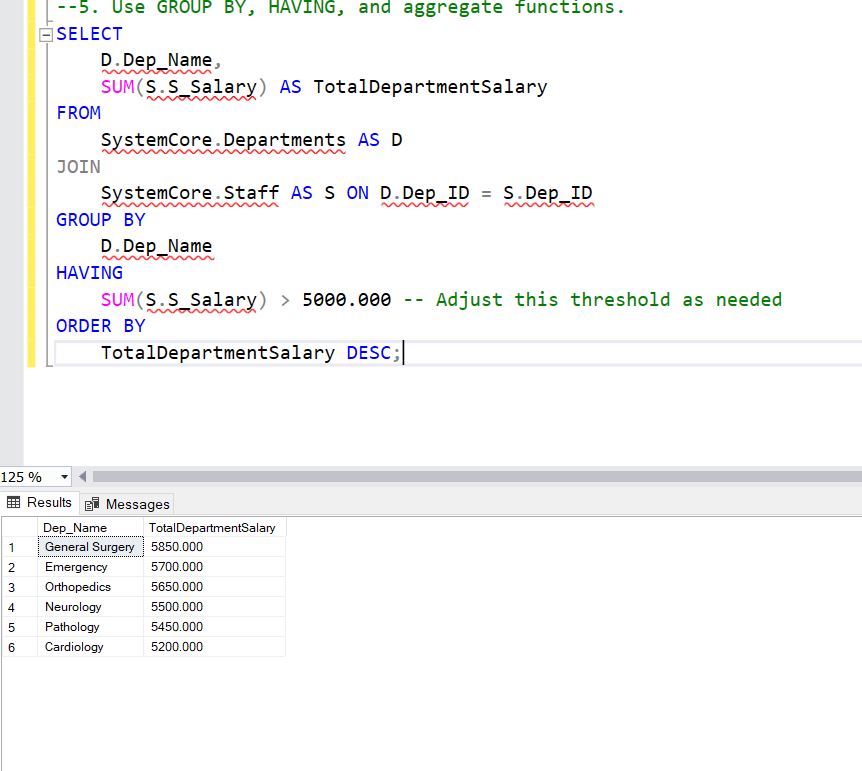 --5. Use GROUP BY, HAVING, and aggregate functions.
SELECT
D.Dep_Name,
SUM(S.S_Salary) AS TotalDepartmentSalary
FROM
SystemCore.Departments AS D
JOIN
SystemCore.Staff AS S ON D.Dep_ID = S.Dep_ID
GROUP BY
D.Dep_Name
HAVING
SUM(S.S_Salary) > 5000.000 -- Adjust this threshold as needed
ORDER BY
TotalDepartmentSalary DESC;
125 %
Results Messages
Dep_Name TotalDepartmentSalary
1 General Surgery 5850.000
2 Emergency 5700.000
3 Orthopedics 5650.000
4 Neurology 5500.000
5 Pathology 5450.000
6 Cardiology 5200.000